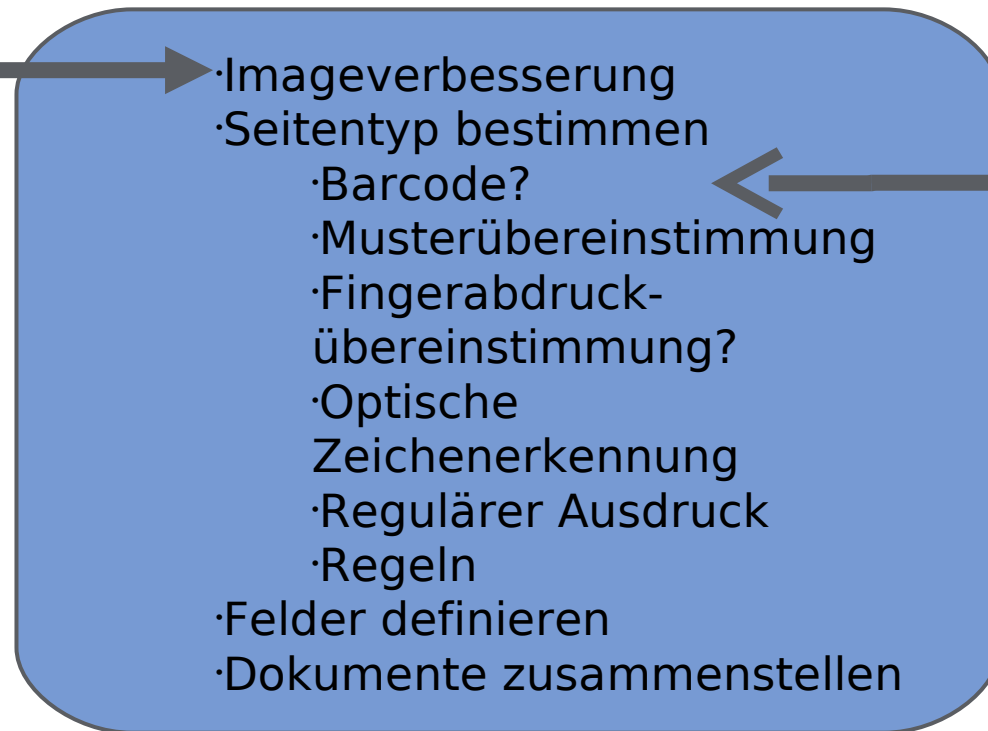 ·Imageverbesserung
·Seitentyp bestimmen
·Barcode?
·Musterübereinstimmung
·Fingerabdruck-
übereinstimmung?
·Optische
Zeichenerkennung
·Regulärer Ausdruck
·Regeln
·Felder definieren
·Dokumente zusammenstellen